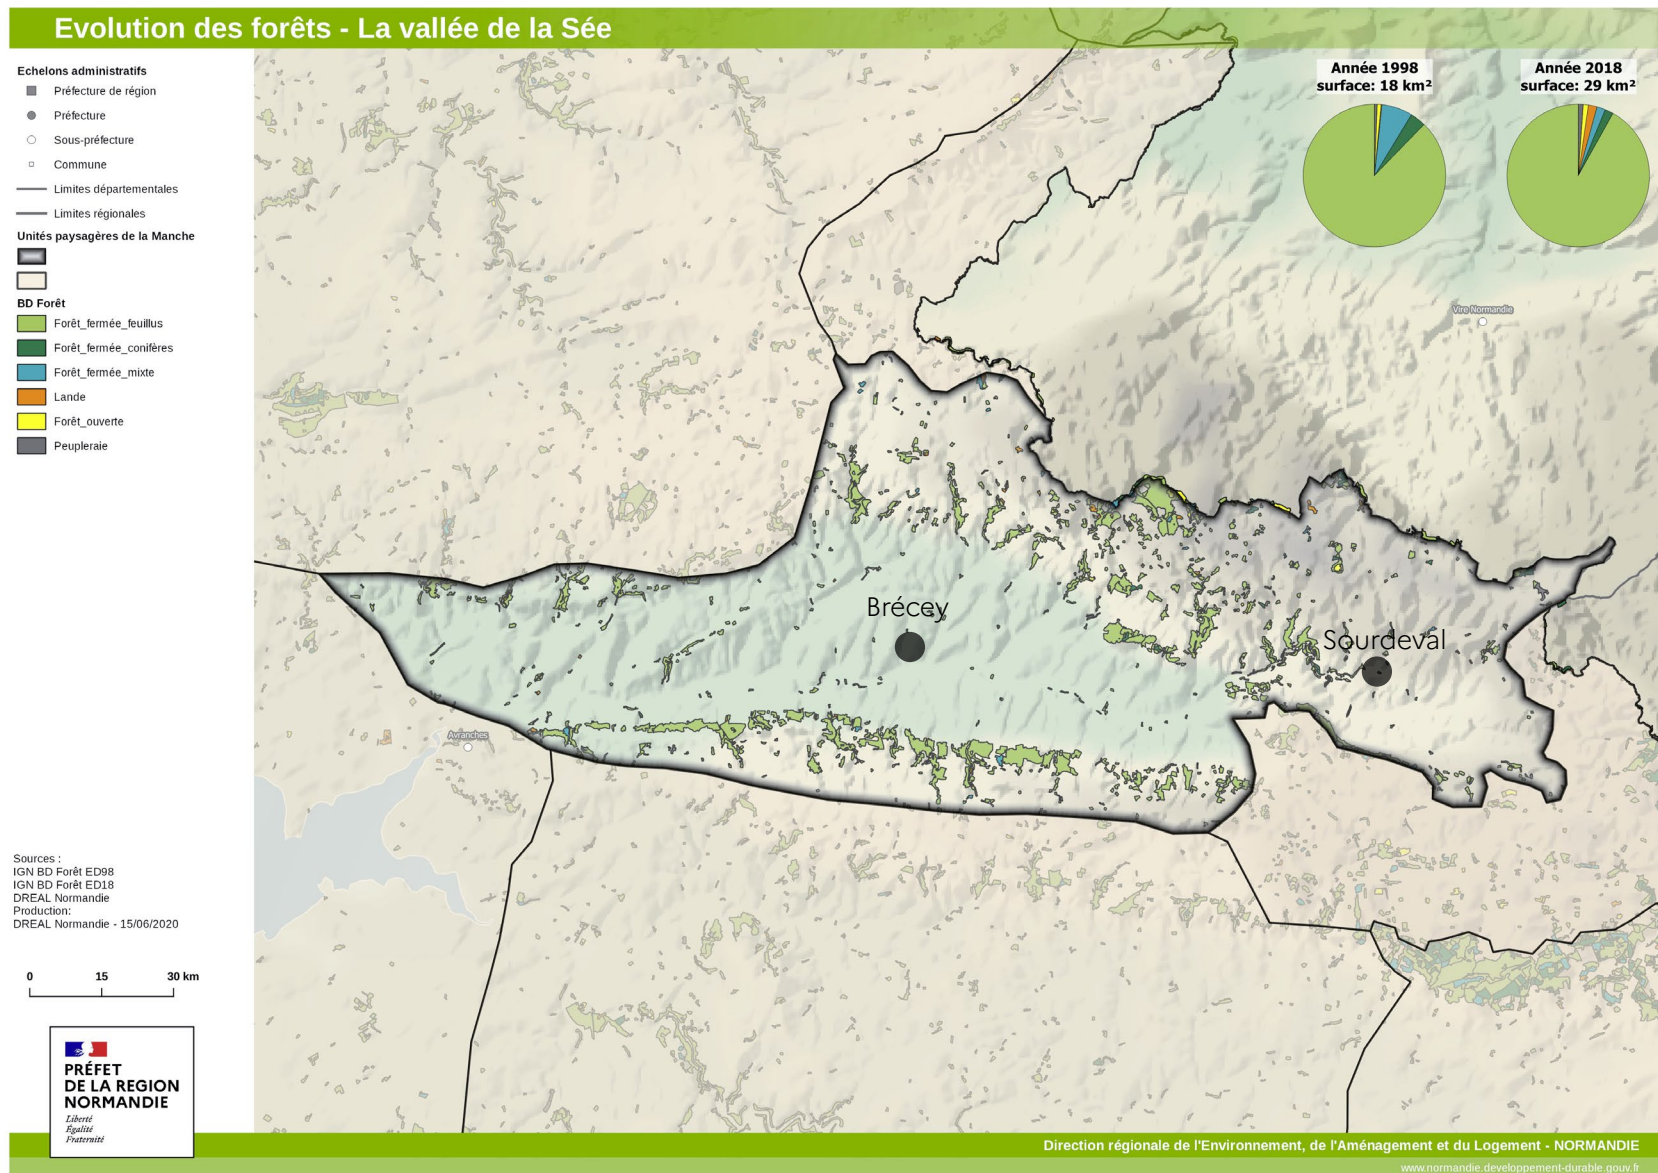 Evolution des forêts - La vallée de la Sée
Echelons administratifs
Préfecture de région
Préfecture
Sous-préfecture
Commune
Limites départementales
Limites régionales
Unités paysagères de la Manche
BD Forêt
Forêt_fermée_feuillus
Forêt_fermée_conifères
Forêt_fermée_mixte
Lande
Forêt_ouverte
Peupleraie
Année 1998
surface: 18 km²
Année 2018
surface: 29 km²
Vire Normandie
Brécey
Sourdeval
Avranches
Sources :
IGN BD Forêt ED98
IGN BD Forêt ED18
DREAL Normandie
Production:
DREAL Normandie - 15/06/2020
0 15 30 km
PRÉFET
DE LA REGION
NORMANDIE
Liberté
Égalité
Fraternité
Direction régionale de l'Environnement, de l'Aménagement et du Logement - NORMANDIE
www.normandie.developpement-durable.gouv.fr